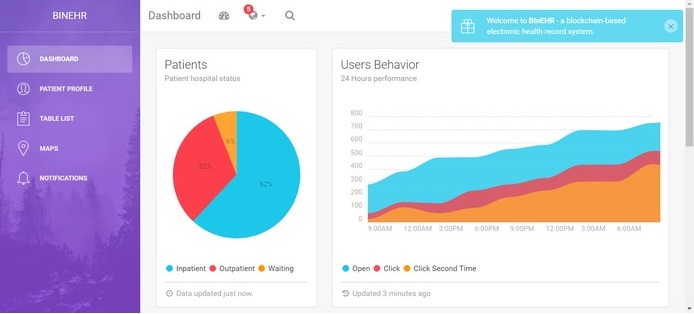 BINEHR
DASHBOARD
PATIENT PROFILE
TABLE LIST
MAPS
NOTIFICATIONS
Dashboard
5
Welcome to BinEHR - a blockchain-based
electronic health record system.
Patients
Patient hospital status
6%
32%
62%
Inpatient Outpatient Waiting
Data updated just now.
Users Behavior
24 Hours performance
800
700
600
500
400
300
200
100
0
9:00AM 12:00AM 3:00PM 6:00PM 9:00PM 12:00PM 3:00AM 6:00AM
Open Click Click Second Time
Updated 3 minutes ago